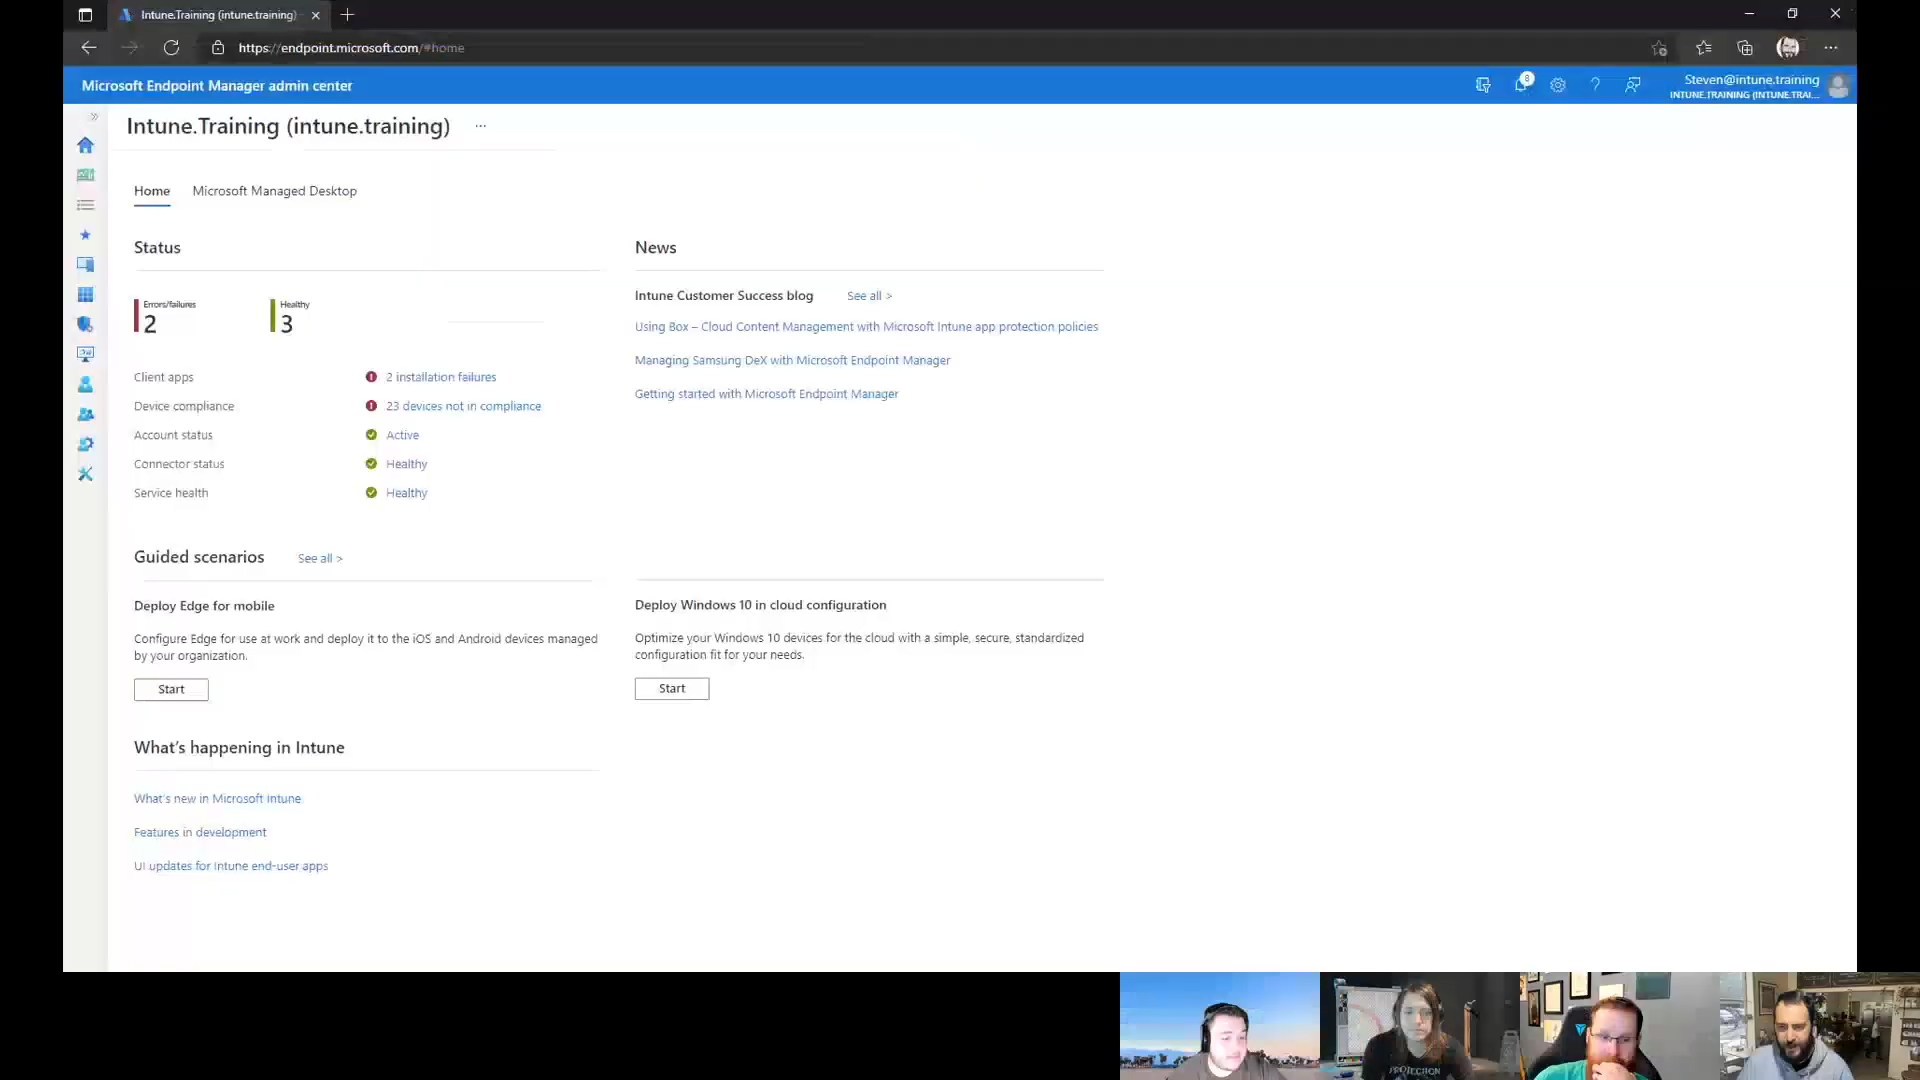 Intune.Training (intune.training)
https://endpoint.microsoft.com/#home
Microsoft Endpoint Manager admin center
8
Steven@intune.training
INTUNE.TRAINING (INTUNE.TRAI...
Intune.Training (intune.training) ...
Home
Microsoft Managed Desktop
Status
Errors/failures
2
Healthy
3
Client apps
2 installation failures
Device compliance
23 devices not in compliance
Account status
Active
Connector status
Healthy
Service health
Healthy
News
Intune Customer Success blog
See all >
Using Box – Cloud Content Management with Microsoft Intune app protection policies
Managing Samsung DeX with Microsoft Endpoint Manager
Getting started with Microsoft Endpoint Manager
Guided scenarios
See all >
Deploy Edge for mobile
Configure Edge for use at work and deploy it to the iOS and Android devices managed
by your organization.
Start
Deploy Windows 10 in cloud configuration
Optimize your Windows 10 devices for the cloud with a simple, secure, standardized
configuration fit for your needs.
Start
What's happening in Intune
What's new in Microsoft Intune
Features in development
UI updates for Intune end-user apps
PROTECTION